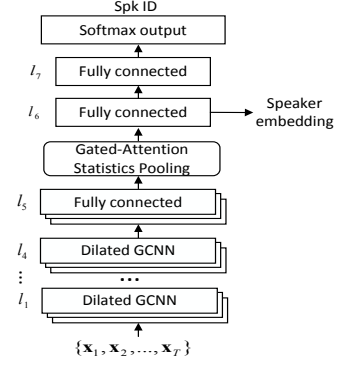 Spk ID
Softmax output
l₇ Fully connected
l₆ Fully connected
Speaker
embedding
Gated-Attention
Statistics Pooling
l₅ Fully connected
l₄ Dilated GCNN
⋮ ...
l₁ Dilated GCNN
{x₁, x₂, ..., x_T}